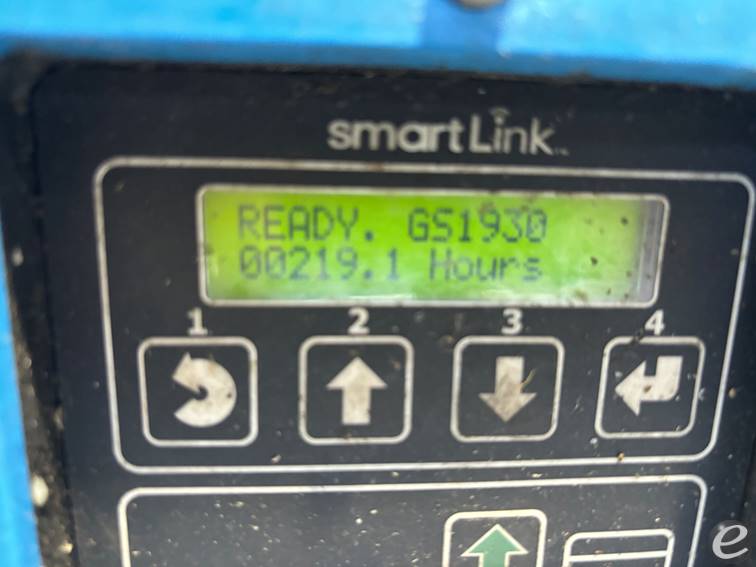 smartLink
READY. GS1930
00219.1 Hours
1 2 3 4
e